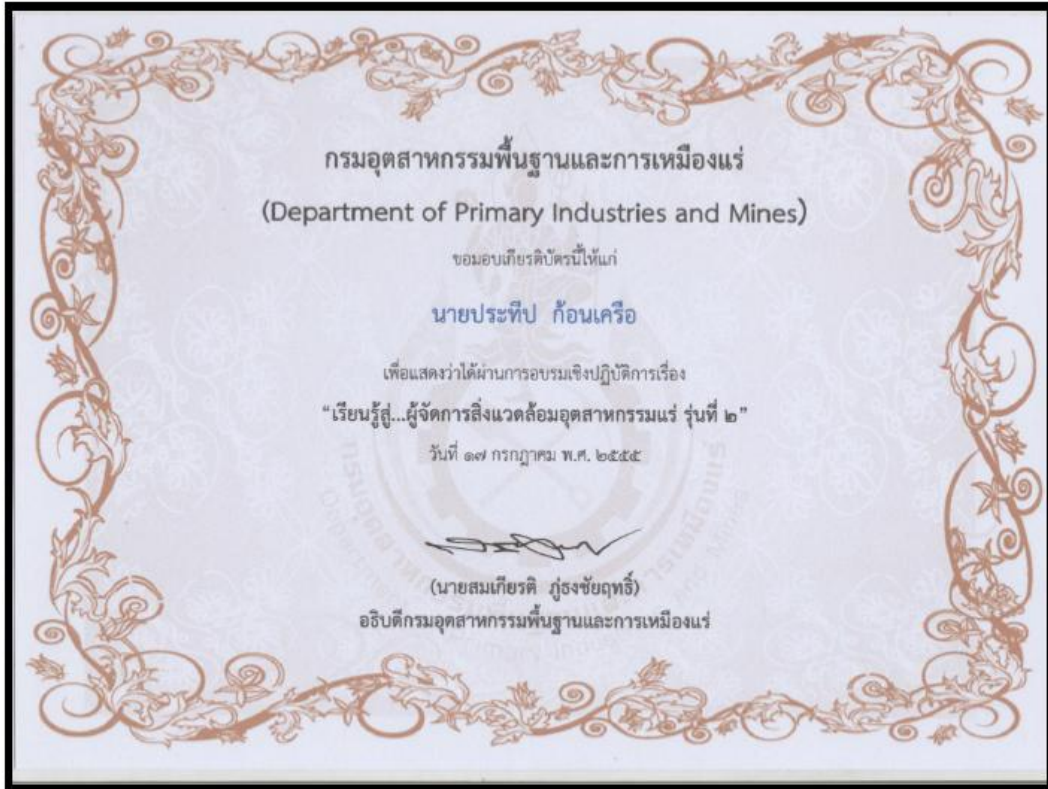 กรมอุตสาหกรรมพื้นฐานและการเหมืองแร่
(Department of Primary Industries and Mines)
ขอมอบเกียรติบัตรนี้ให้แก่
นายประทีป ก้อนเครือ
เพื่อแสดงว่าได้ผ่านการอบรมเชิงปฏิบัติการเรื่อง
“เรียนรู้สู่...ผู้จัดการสิ่งแวดล้อมอุตสาหกรรมแร่ รุ่นที่ ๒”
วันที่ ๑๗ กรกฎาคม พ.ศ. ๒๕๕๕
(นายสมเกียรติ ภู่ธงชัยฤทธิ์)
อธิบดีกรมอุตสาหกรรมพื้นฐานและการเหมืองแร่